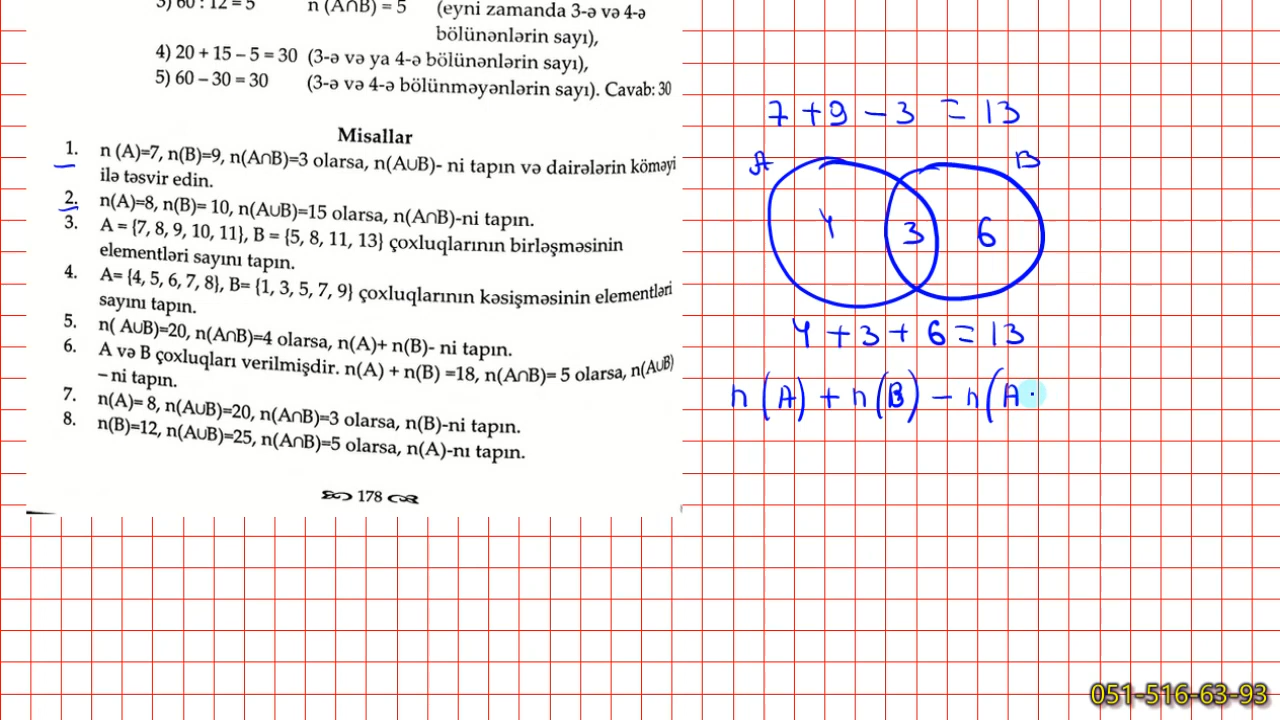 3) 60 : 12 = 5 n (A∩B) = 5 (eyni zamanda 3-ə və 4-ə
bölünənlərin sayı),
4) 20 + 15 – 5 = 30 (3-ə və ya 4-ə bölünənlərin sayı),
5) 60 – 30 = 30 (3-ə və 4-ə bölünməyənlərin sayı). Cavab: 30
Misallar
1. n (A)=7, n(B)=9, n(A∩B)=3 olarsa, n(A∪B)- ni tapın və dairələrin köməyi
ilə təsvir edin.
2. n(A)=8, n(B)= 10, n(A∪B)=15 olarsa, n(A∩B)-ni tapın.
3. A = {7, 8, 9, 10, 11}, B = {5, 8, 11, 13} çoxluqlarının birləşməsinin
elementləri sayını tapın.
4. A= {4, 5, 6, 7, 8}, B= {1, 3, 5, 7, 9} çoxluqlarının kəsişməsinin elementləri
sayını tapın.
5. n( A∪B)=20, n(A∩B)=4 olarsa, n(A)+ n(B)- ni tapın.
6. A və B çoxluqları verilmişdir. n(A) + n(B) =18, n(A∩B)= 5 olarsa, n(A∪B)
– ni tapın.
7. n(A)= 8, n(A∪B)=20, n(A∩B)=3 olarsa, n(B)-ni tapın.
8. n(B)=12, n(A∪B)=25, n(A∩B)=5 olarsa, n(A)-nı tapın.
178
7 + 9 – 3 = 13
A B
4 3 6
4 + 3 + 6 = 13
n (A) + n (B) – n (A
051-516-63-93